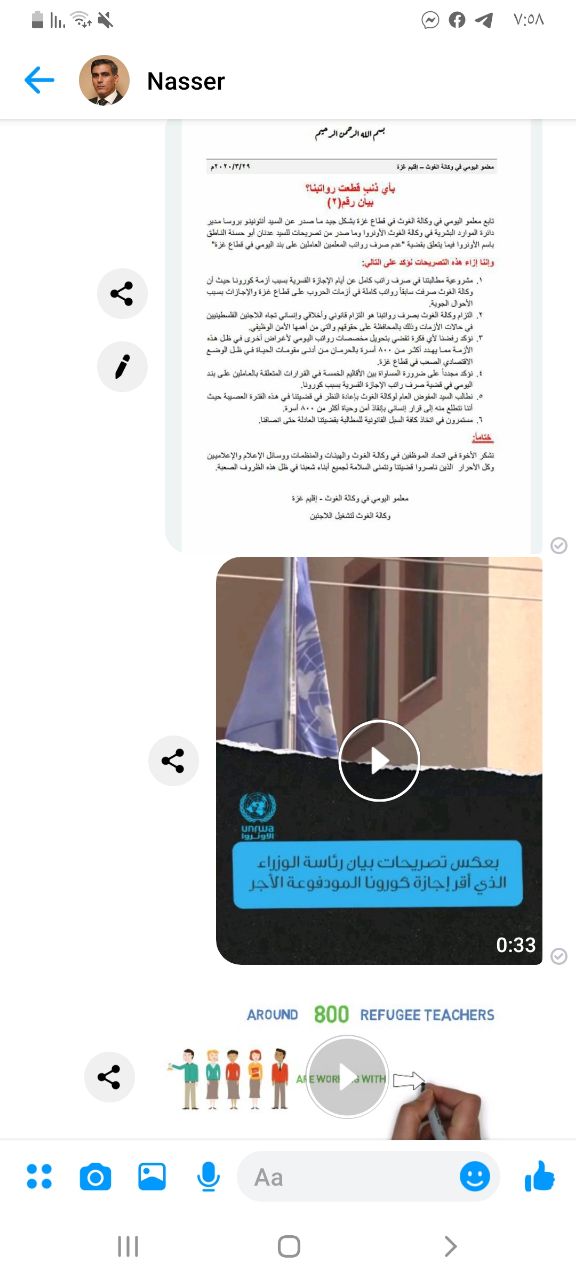 ٧:٥٨
Nasser
بسم الله الرحمن الرحيم
معلمو اليومي في وكالة الغوث – إقليم غزة
٢٠٢٠/٣/٢٩م
بأي ذنبٍ قطعت رواتبنا؟
بيان رقم(٢)
تابع معلمو اليومي في وكالة الغوث في قطاع غزة بشكل جيد ما صدر عن السيد أنتونينو بروسا مدير
دائرة الموارد البشرية في وكالة الغوث الأونروا وما صدر من تصريحات للسيد عدنان أبو حسنة الناطق
باسم الأونروا فيما يتعلق بقضية "عدم صرف رواتب المعلمين العاملين على بند اليومي في قطاع غزة"
وإننا إزاء هذه التصريحات نؤكد على التالي:
١. مشروعية مطالبتنا في صرف راتب كامل عن أيام الإجازة القسرية بسبب أزمة كورونا حيث أن
وكالة الغوث صرفت سابقاً رواتب كاملة في أزمات الحروب على قطاع غزة والإجازات بسبب
الأحوال الجوية.
٢. التزام وكالة الغوث بصرف رواتبنا هو التزام قانوني وأخلاقي وإنساني تجاه اللاجئين الفلسطينيين
في حالات الأزمات وذلك بالمحافظة على حقوقهم والتي من أهمها الأمن الوظيفي.
٣. نؤكد رفضنا لأي فكرة تقضي بتحويل مخصصات رواتب اليومي لأغراض أخرى في ظل هذه
الأزمة مما يهدد أكثر من ٨٠٠ أسرة بالحرمان من أدنى مقومات الحياة في ظل الوضع
الاقتصادي الصعب في قطاع غزة.
٤. نؤكد مجدداً على ضرورة المساواة بين الأقاليم الخمسة في القرارات المتعلقة بالعاملين على بند
اليومي في قضية صرف راتب الإجازة القسرية بسبب كورونا.
٥. نطالب السيد المفوض العام لوكالة الغوث بإعادة النظر في قضيتنا في هذه الفترة العصيبة حيث
أننا نتطلع منه إلى قرار إنساني بإنقاذ أمن وحياة أكثر من ٨٠٠ أسرة.
٦. مستمرون في اتخاذ كافة السبل القانونية للمطالبة بقضيتنا العادلة حتى انصافنا.
ختاماً:
نشكر الأخوة في اتحاد الموظفين في وكالة الغوث والهيئات والمنظمات ووسائل الإعلام والإعلاميين
وكل الأحرار الذين ناصروا قضيتنا ونتمنى السلامة لجميع أبناء شعبنا في ظل هذه الظروف الصعبة.
معلمو اليومي في وكالة الغوث - إقليم غزة
وكالة الغوث لتشغيل اللاجئين
unrwa
الأونروا
بعكس تصريحات بيان رئاسة الوزراء
الذي أقر إجازة كورونا المدفوعة الأجر
0:33
AROUND 800 REFUGEE TEACHERS
ARE WORKING WITH
Aa